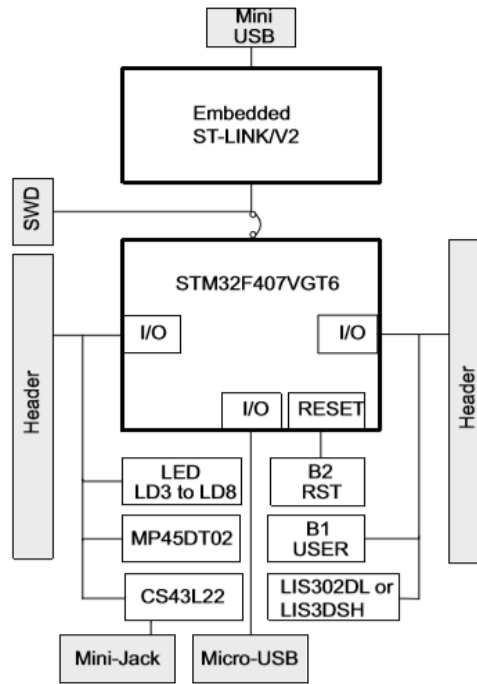 Mini
USB
Embedded
ST-LINK/V2
SWD
STM32F407VGT6
I/O
I/O
Header
Header
I/O
RESET
LED
LD3 to LD8
B2
RST
MP45DT02
B1
USER
CS43L22
LIS302DL or
LIS3DSH
Mini-Jack
Micro-USB